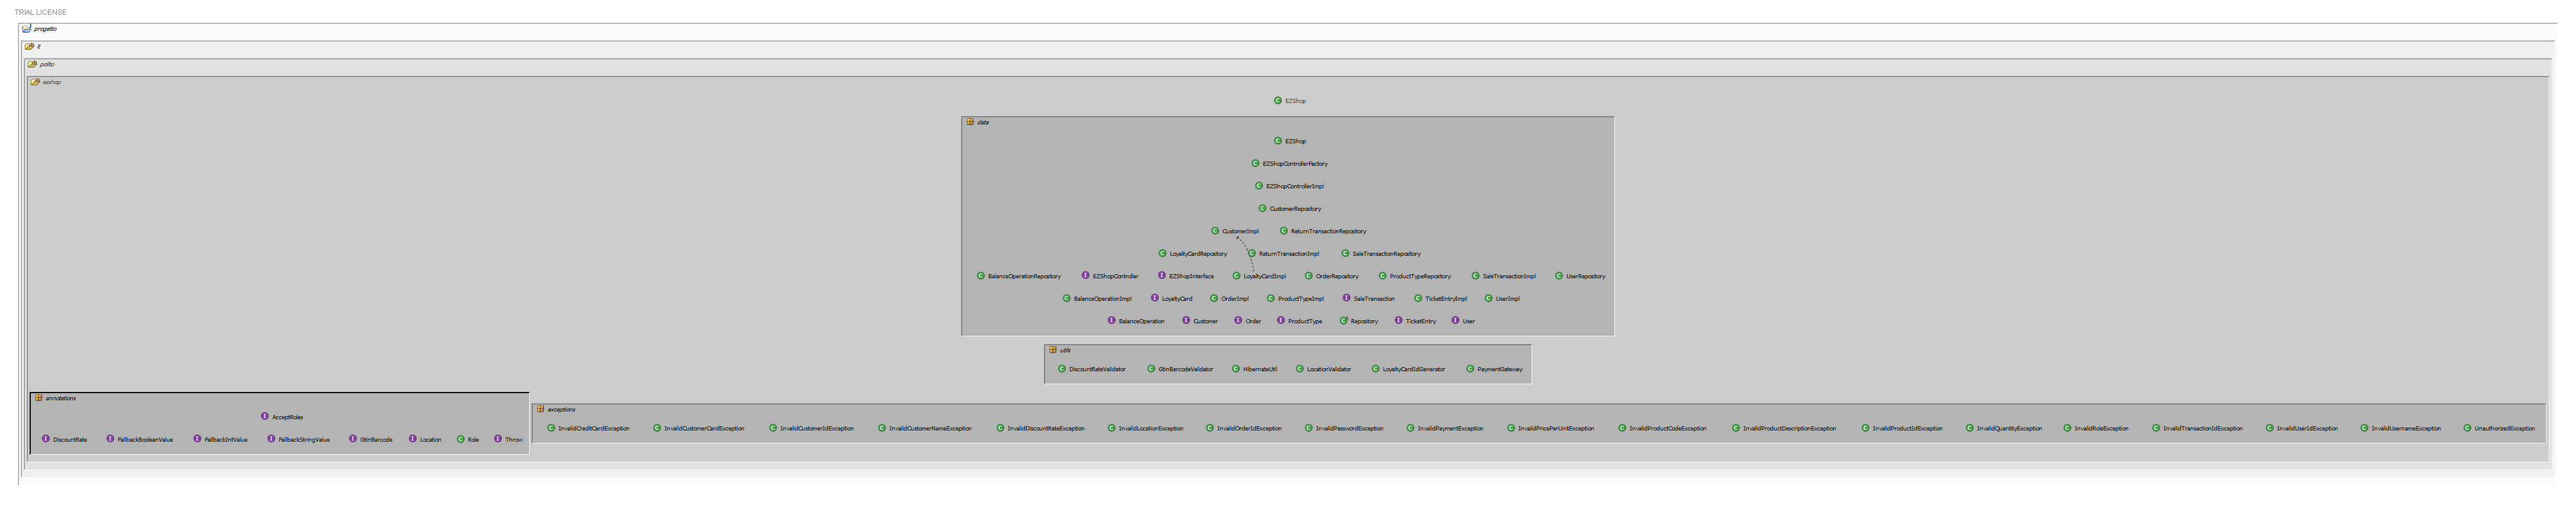 TRIAL LICENSE
progetto
it
polito
ezshop
EZShop
data
EZShop
EZShopControllerFactory
EZShopControllerImpl
CustomerRepository
CustomerImpl ReturnTransactionRepository
LoyaltyCardRepository ReturnTransactionImpl SaleTransactionRepository
BalanceOperationRepository EZShopController EZShopInterface LoyaltyCardImpl OrderRepository ProductTypeRepository SaleTransactionImpl UserRepository
BalanceOperationImpl LoyaltyCard OrderImpl ProductTypeImpl SaleTransaction TicketEntryImpl UserImpl
BalanceOperation Customer Order ProductType Repository TicketEntry User
utils
DiscountRateValidator GtinBarcodeValidator HibernateUtil LocationValidator LoyaltyCardIdGenerator PaymentGateway
annotations
AcceptRoles
DiscountRate FallbackBooleanValue FallbackIntValue FallbackStringValue GtinBarcode Location Role Throw
exceptions
InvalidCreditCardException InvalidCustomerCardException InvalidCustomerIdException InvalidCustomerNameException InvalidDiscountRateException InvalidLocationException InvalidOrderIdException InvalidPasswordException InvalidPaymentException InvalidPricePerUnitException InvalidProductCodeException InvalidProductDescriptionException InvalidProductIdException InvalidQuantityException InvalidRoleException InvalidTransactionIdException InvalidUserIdException InvalidUsernameException UnauthorizedException